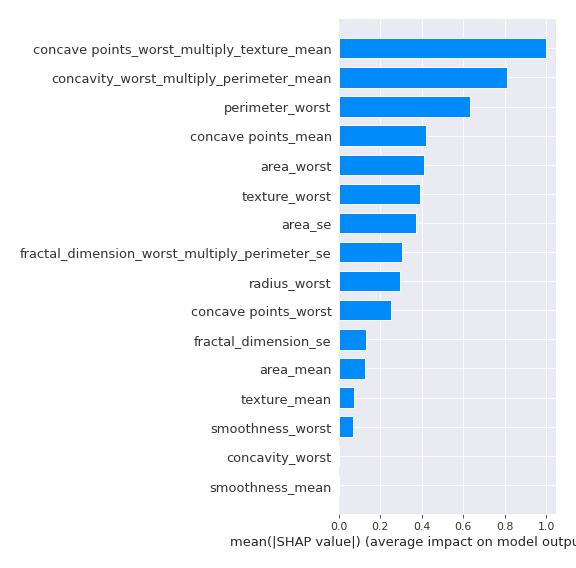 concave points_worst_multiply_texture_mean
concavity_worst_multiply_perimeter_mean
perimeter_worst
concave points_mean
area_worst
texture_worst
area_se
fractal_dimension_worst_multiply_perimeter_se
radius_worst
concave points_worst
fractal_dimension_se
area_mean
texture_mean
smoothness_worst
concavity_worst
smoothness_mean
0.0 0.2 0.4 0.6 0.8 1.0
mean(|SHAP value|) (average impact on model outpu